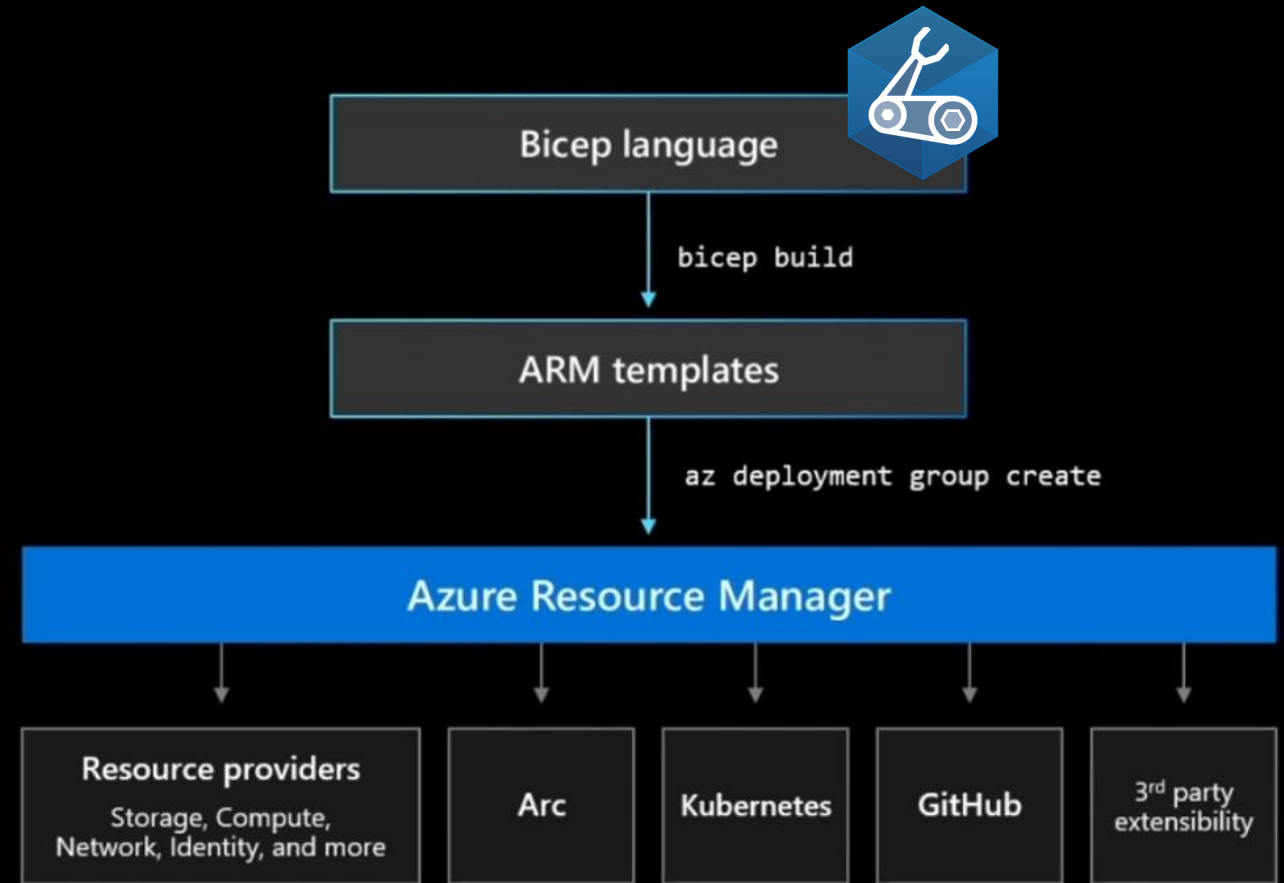 Bicep language
bicep build
ARM templates
az deployment group create
Azure Resource Manager
Resource providers
Storage, Compute,
Network, Identity, and more
Arc
Kubernetes
GitHub
3rd party
extensibility